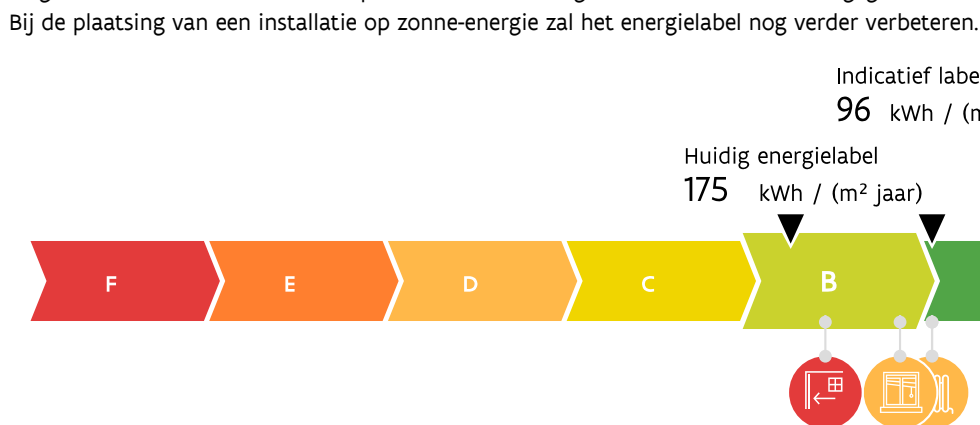 Bij de plaatsing van een installatie op zonne-energie zal het energielabel nog verder verbeteren.
Indicatief labe
96 kWh / (m
Huidig energielabel
175 kWh / (m² jaar)
F E D C B